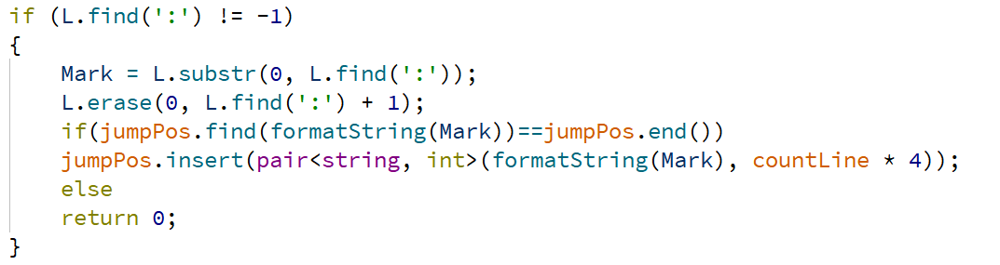 if (L.find(':') != -1)
{
    Mark = L.substr(0, L.find(':'));
    L.erase(0, L.find(':') + 1);
    if(jumpPos.find(formatString(Mark))==jumpPos.end())
    jumpPos.insert(pair<string, int>(formatString(Mark), countLine * 4));
    else
    return 0;
}